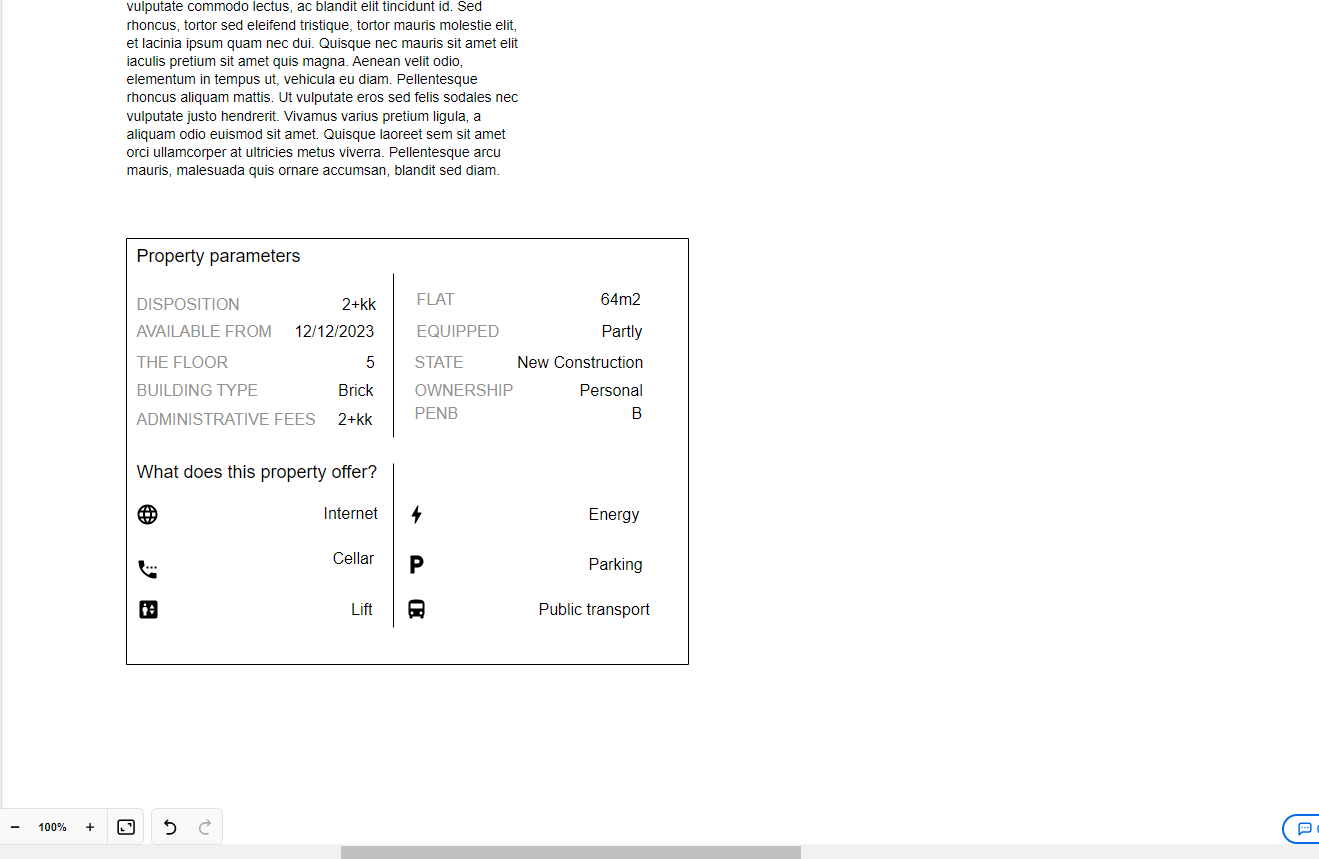 vulputate commodo lectus, ac blandit elit tincidunt id. Sed
rhoncus, tortor sed eleifend tristique, tortor mauris molestie elit,
et lacinia ipsum quam nec dui. Quisque nec mauris sit amet elit
iaculis pretium sit amet quis magna. Aenean velit odio,
elementum in tempus ut, vehicula eu diam. Pellentesque
rhoncus aliquam mattis. Ut vulputate eros sed felis sodales nec
vulputate justo hendrerit. Vivamus varius pretium ligula, a
aliquam odio euismod sit amet. Quisque laoreet sem sit amet
orci ullamcorper at ultricies metus viverra. Pellentesque arcu
mauris, malesuada quis ornare accumsan, blandit sed diam.
Property parameters
DISPOSITION 2+kk
AVAILABLE FROM 12/12/2023
THE FLOOR 5
BUILDING TYPE Brick
ADMINISTRATIVE FEES 2+kk
FLAT 64m2
EQUIPPED Partly
STATE New Construction
OWNERSHIP Personal
PENB B
What does this property offer?
Internet
Cellar
Lift
Energy
P Parking
Public transport
100%